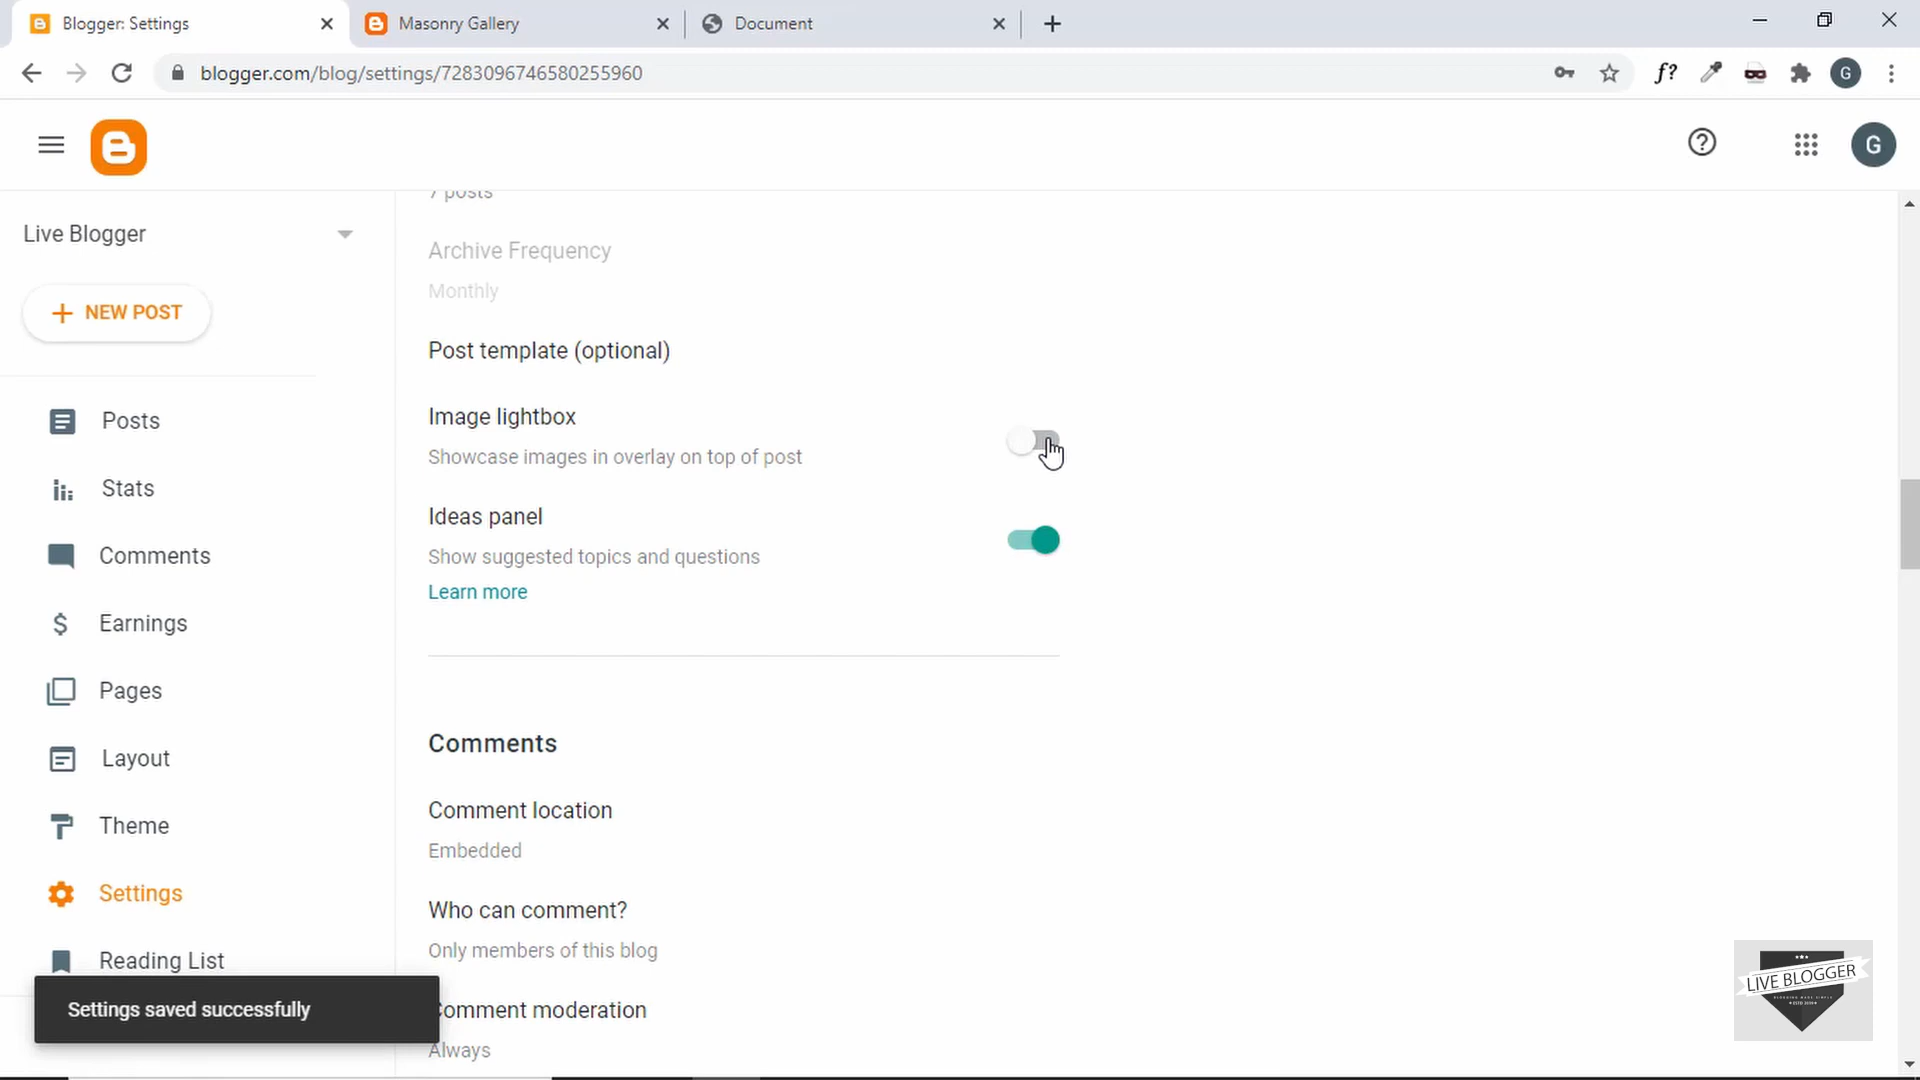 Blogger: Settings
Masonry Gallery
Document
blogger.com/blog/settings/7283096746580255960
f?
G
G
7 posts
Live Blogger
Archive Frequency
Monthly
NEW POST
Post template (optional)
Posts
Image lightbox
Showcase images in overlay on top of post
Stats
Ideas panel
Show suggested topics and questions
Comments
Learn more
Earnings
Pages
Comments
Layout
Comment location
Theme
Embedded
Settings
Who can comment?
Only members of this blog
Reading List
LIVE BLOGGER
Settings saved successfully
Comment moderation
Always